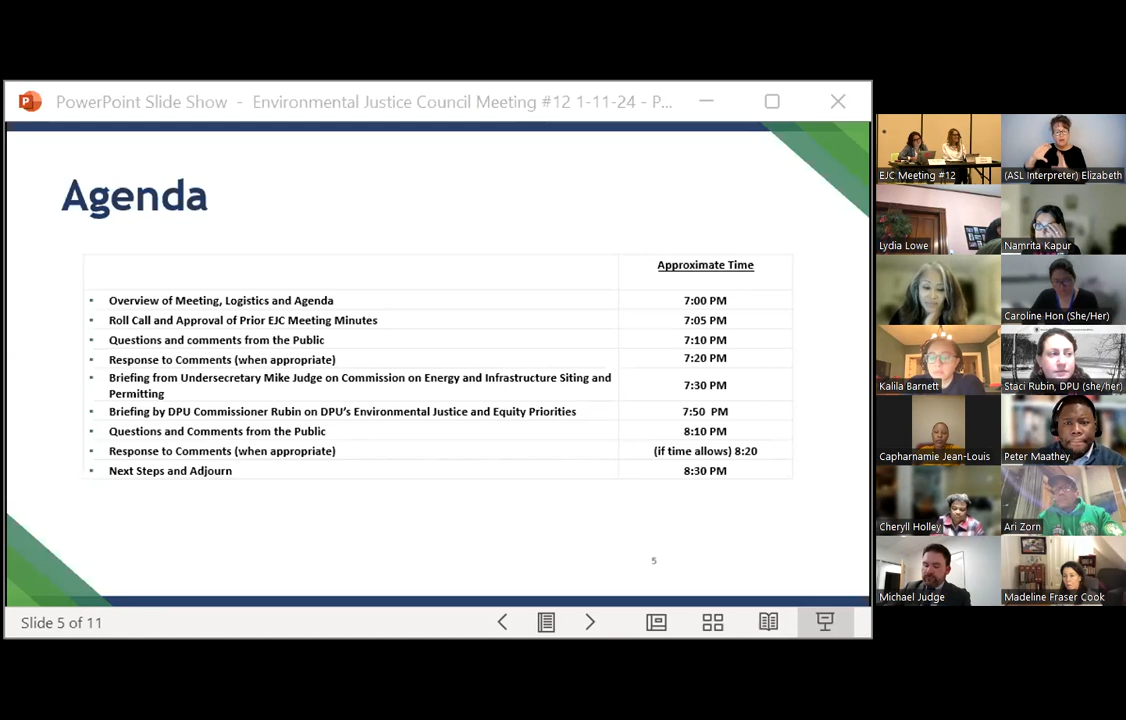 PowerPoint Slide Show - Environmental Justice Council Meeting #12 1-11-24 - P...
Agenda
Approximate Time
▪ Overview of Meeting, Logistics and Agenda 7:00 PM
▪ Roll Call and Approval of Prior EJC Meeting Minutes 7:05 PM
▪ Questions and comments from the Public 7:10 PM
▪ Response to Comments (when appropriate) 7:20 PM
▪ Briefing from Undersecretary Mike Judge on Commission on Energy and Infrastructure Siting and
Permitting 7:30 PM
▪ Briefing by DPU Commissioner Rubin on DPU's Environmental Justice and Equity Priorities 7:50 PM
▪ Questions and Comments from the Public 8:10 PM
▪ Response to Comments (when appropriate) (if time allows) 8:20
▪ Next Steps and Adjourn 8:30 PM
5
Slide 5 of 11
EJC Meeting #12
(ASL Interpreter) Elizabeth
Lydia Lowe
Namrita Kapur
Caroline Hon (She/Her)
Kalila Barnett
Staci Rubin, DPU (she/her)
Capharnamie Jean-Louis
Peter Maathey
Cheryll Holley
Ari Zorn
Michael Judge
Madeline Fraser Cook